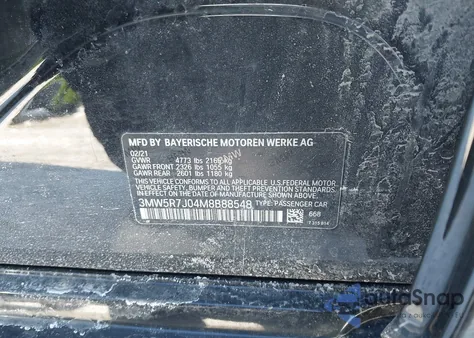 MFD BY BAYERISCHE MOTOREN WERKE AG
02/21
GVWR 4773 lbs 2165 kg
GAWR FRONT 2326 lbs 1055 kg
GAWR REAR 2601 lbs 1180 kg
THIS VEHICLE CONFORMS TO ALL APPLICABLE U.S. FEDERAL MOTOR
VEHICLE SAFETY, BUMPER, AND THEFT PREVENTION STANDARDS IN EFFECT
ON THE DATE OF MANUFACTURE SHOWN ABOVE.
3MW5R7J04M8B88548 TYPE: PASSENGER CAR
668
autoSnap